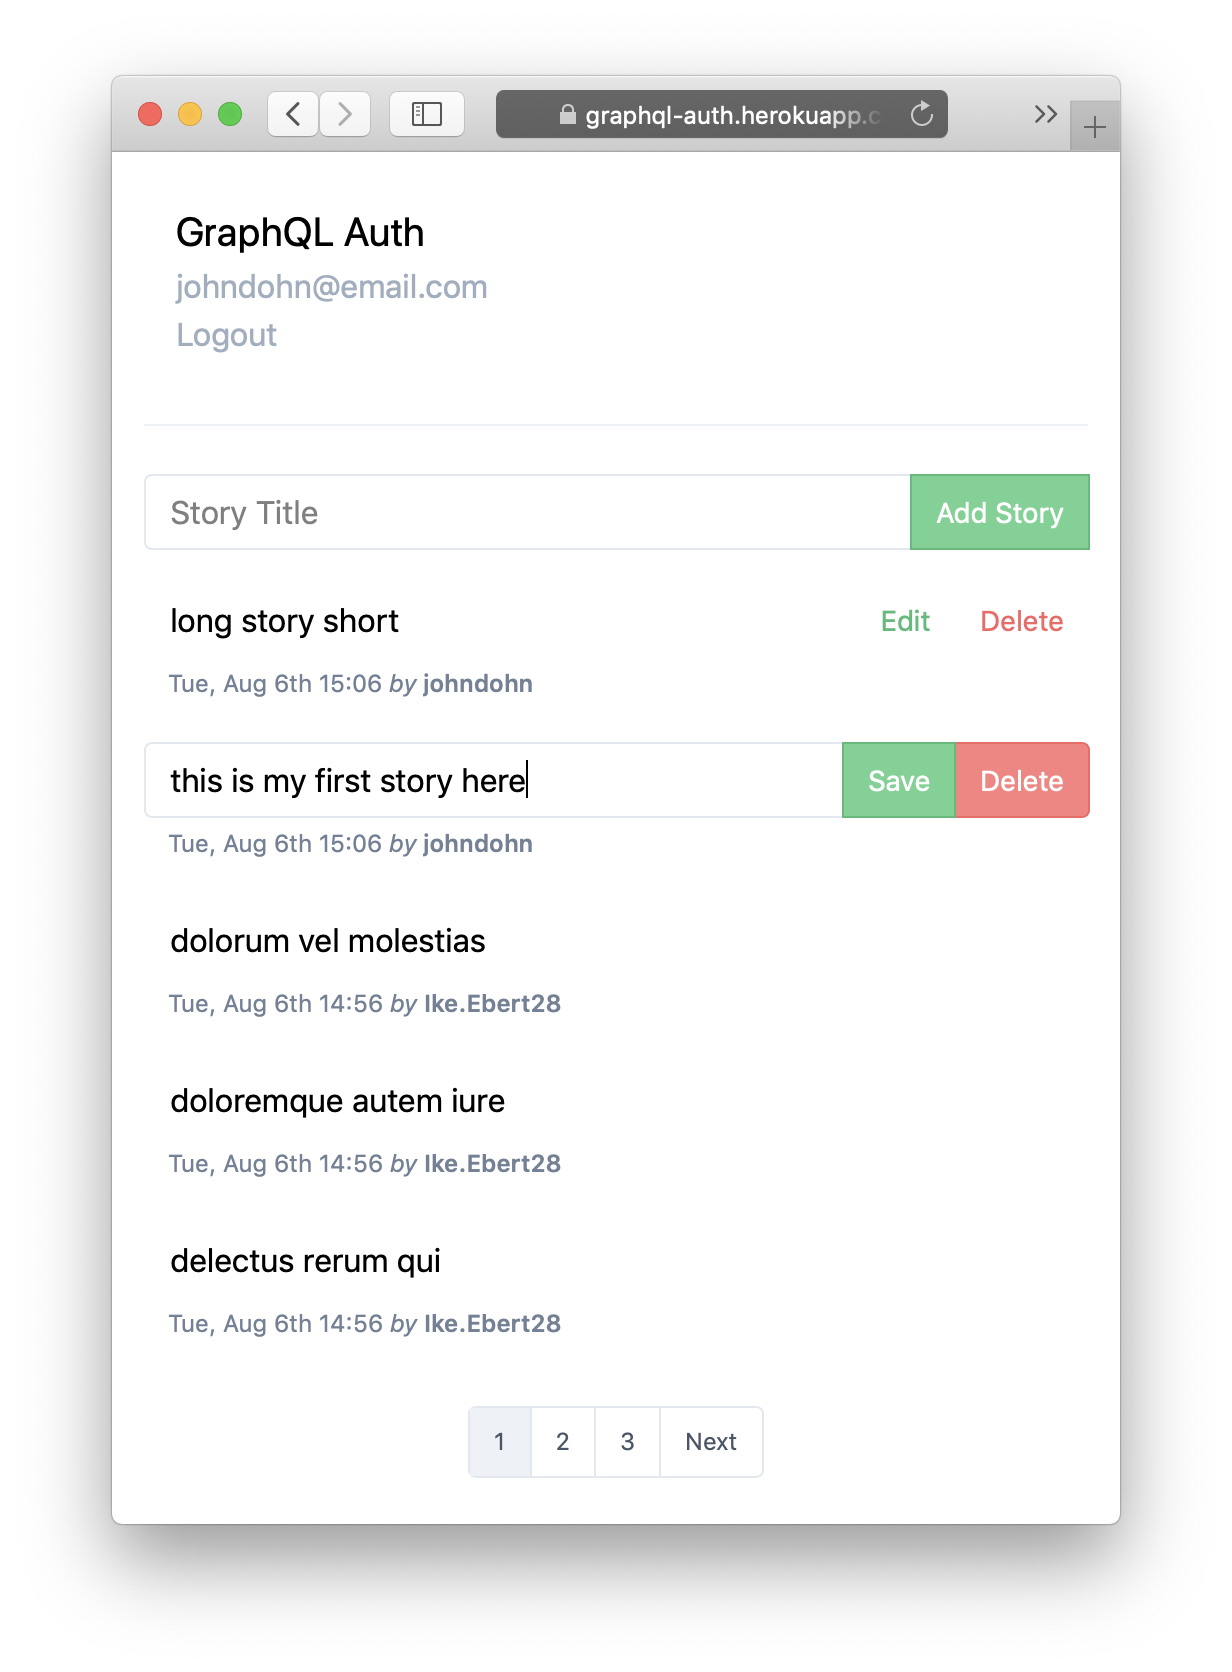 graphql-auth.herokuapp.c
GraphQL Auth
johndohn@email.com
Logout
Story Title Add Story
long story short Edit Delete
Tue, Aug 6th 15:06 by johndohn
this is my first story here Save Delete
Tue, Aug 6th 15:06 by johndohn
dolorum vel molestias
Tue, Aug 6th 14:56 by Ike.Ebert28
doloremque autem iure
Tue, Aug 6th 14:56 by Ike.Ebert28
delectus rerum qui
Tue, Aug 6th 14:56 by Ike.Ebert28
1 2 3 Next